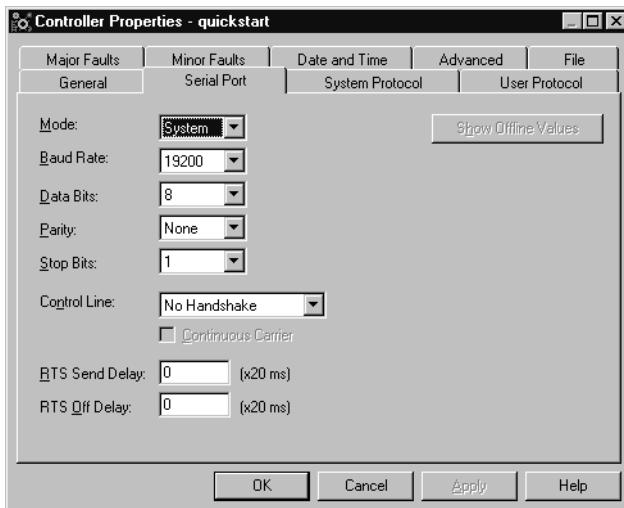 Controller Properties - quickstart
Major Faults Minor Faults Date and Time Advanced File
General Serial Port System Protocol User Protocol
Mode: System Show Offline Values
Baud Rate: 19200
Data Bits: 8
Parity: None
Stop Bits: 1
Control Line: No Handshake
Continuous Carrier
RTS Send Delay: 0 (x20 ms)
RTS Off Delay: 0 (x20 ms)
OK Cancel Apply Help